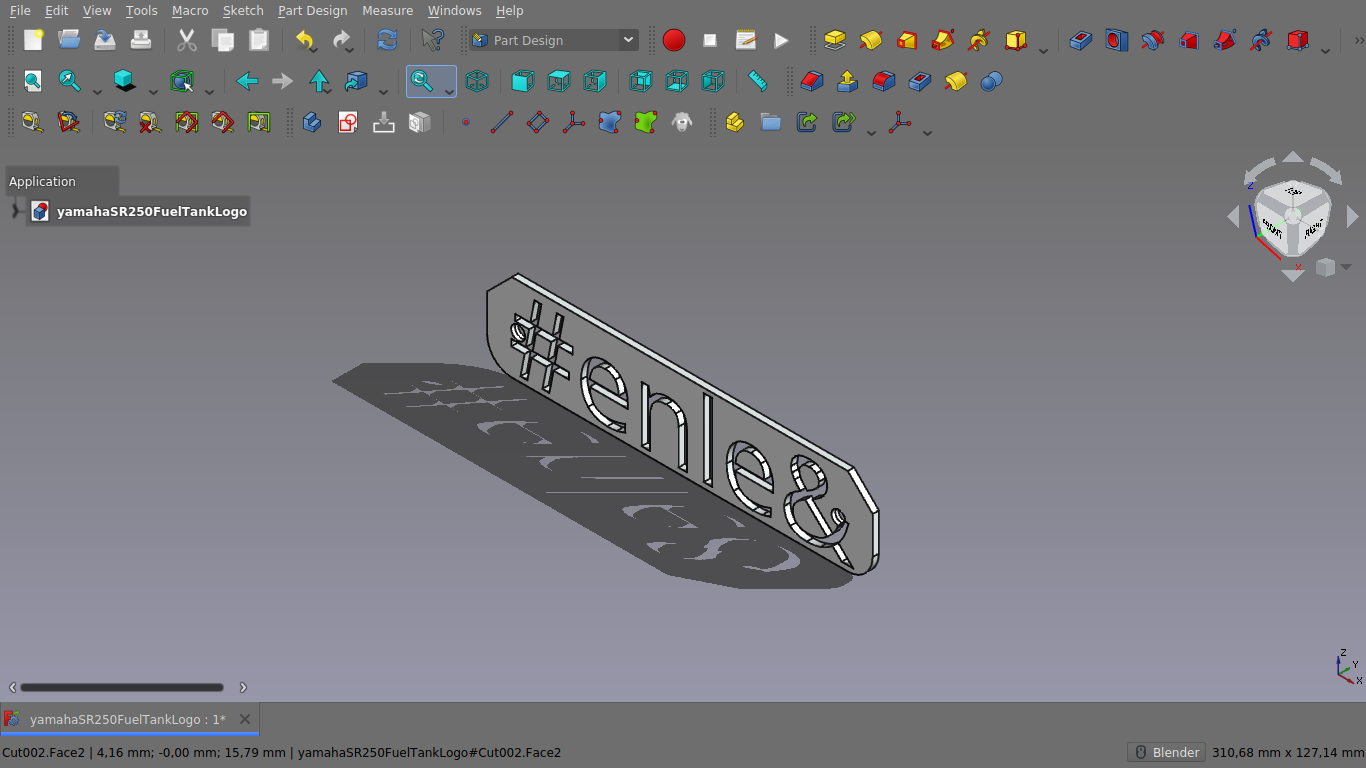 File Edit View Tools Macro Sketch Part Design Measure Windows Help
Part Design
Application
yamahaSR250FuelTankLogo
Z
X
#enle&
Z
Y
X
yamahaSR250FuelTankLogo : 1*
Cut002.Face2 | 4,16 mm; -0,00 mm; 15,79 mm | yamahaSR250FuelTankLogo#Cut002.Face2
Blender 310,68 mm x 127,14 mm